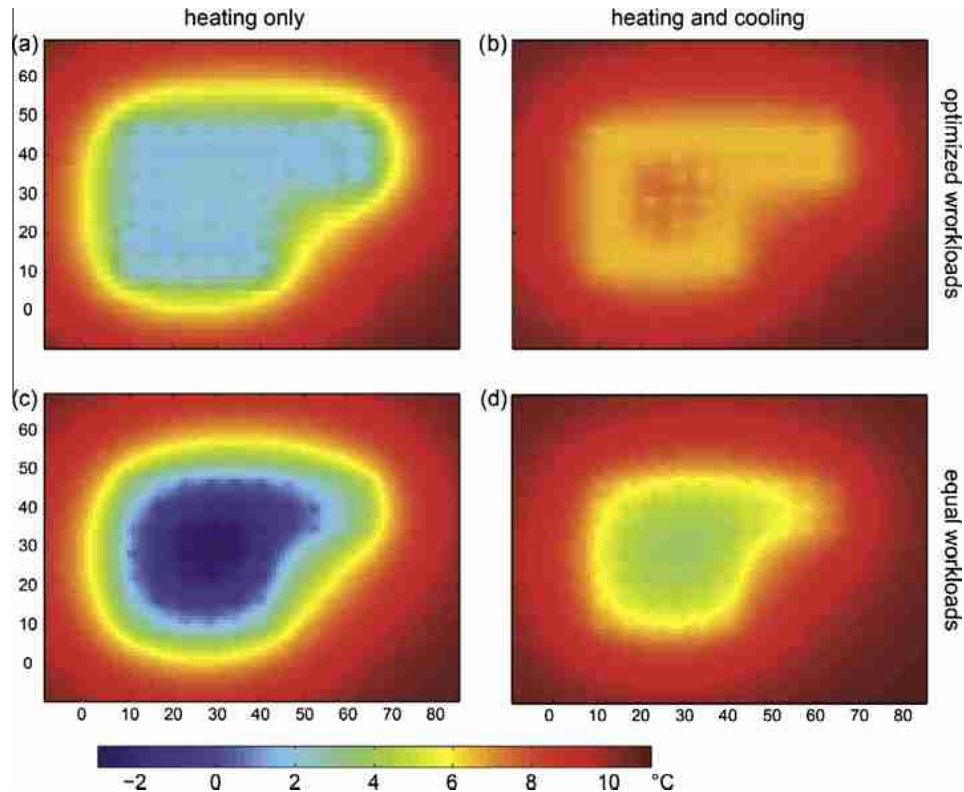 heating only
heating and cooling
(a)
(b)
60
50
40
30
20
10
0
optimized wrorkloads
(c)
(d)
60
50
40
30
20
10
0
equal workloads
0 10 20 30 40 50 60 70 80
0 10 20 30 40 50 60 70 80
−2 0 2 4 6 8 10 °C